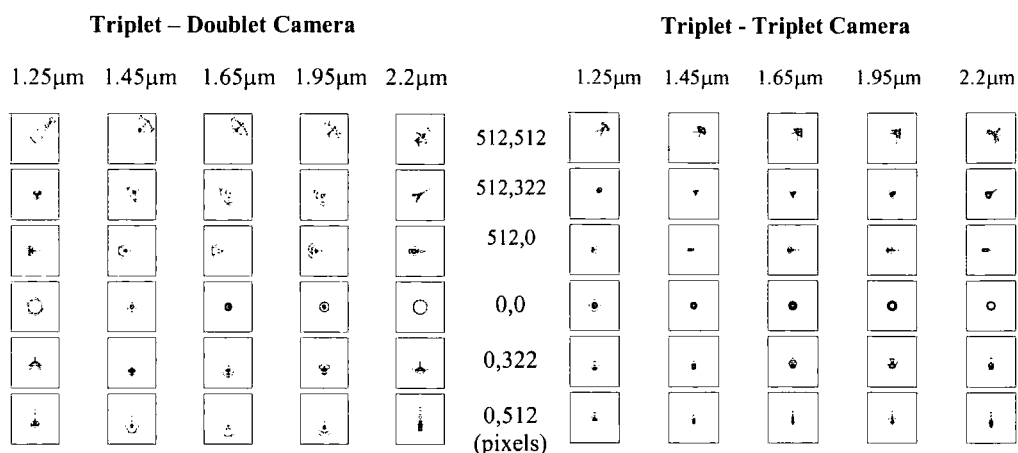 Triplet – Doublet Camera
Triplet - Triplet Camera
1.25μm 1.45μm 1.65μm 1.95μm 2.2μm
1.25μm 1.45μm 1.65μm 1.95μm 2.2μm
512,512
512,322
512,0
0,0
0,322
0,512
(pixels)